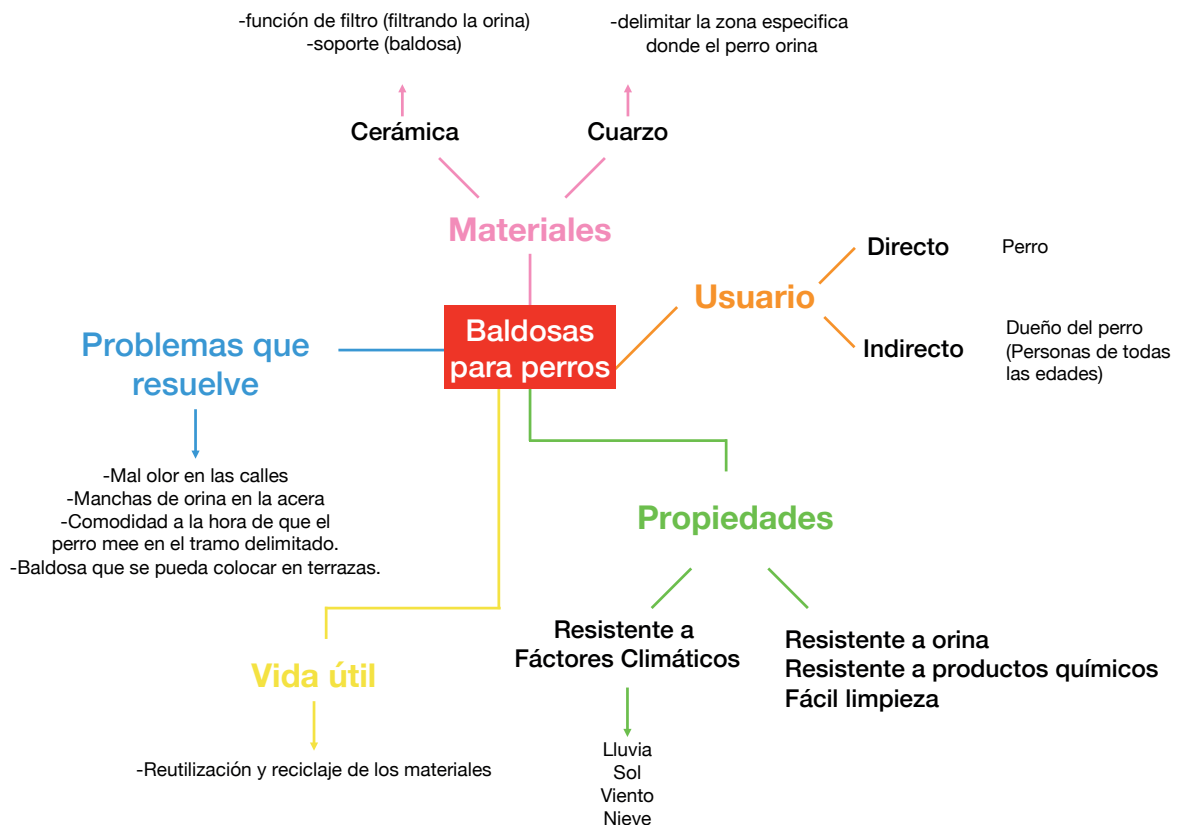 -función de filtro (filtrando la orina)
-soporte (baldosa)
-delimitar la zona especifica
donde el perro orina
Cerámica
Cuarzo
Materiales
Directo
Perro
Usuario
Indirecto
Dueño del perro
(Personas de todas
las edades)
Baldosas
para perros
Problemas que
resuelve
-Mal olor en las calles
-Manchas de orina en la acera
-Comodidad a la hora de que el
perro mee en el tramo delimitado.
-Baldosa que se pueda colocar en terrazas.
Propiedades
Resistente a
Fáctores Climáticos
Resistente a orina
Resistente a productos químicos
Fácil limpieza
Lluvia
Sol
Viento
Nieve
Vida útil
-Reutilización y reciclaje de los materiales